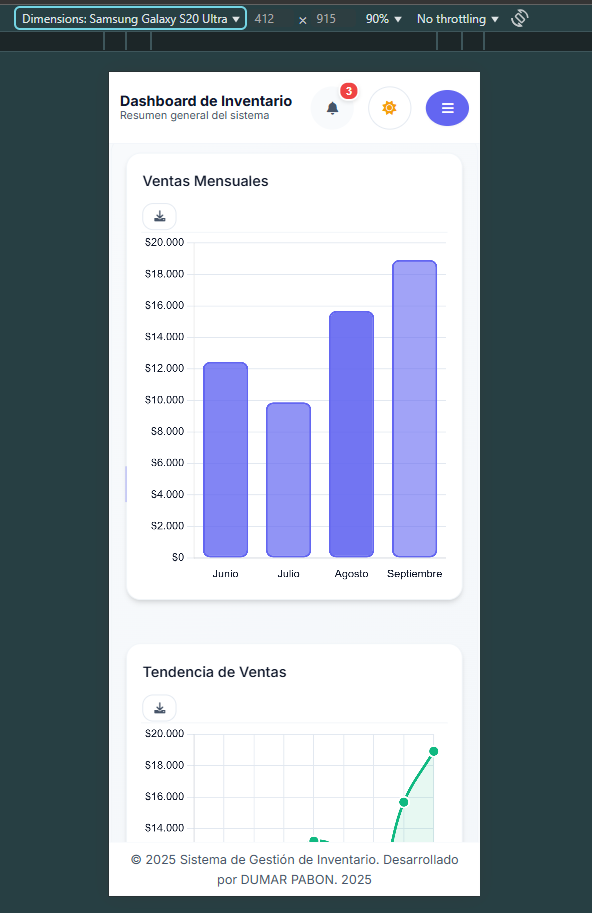 Dimensions: Samsung Galaxy S20 Ultra ▼ 412 × 915 90% ▼ No throttling ▼
Dashboard de Inventario
Resumen general del sistema
3
Ventas Mensuales
$20.000
$18.000
$16.000
$14.000
$12.000
$10.000
$8.000
$6.000
$4.000
$2.000
$0
Junio Julio Agosto Septiembre
Tendencia de Ventas
$20.000
$18.000
$16.000
$14.000
© 2025 Sistema de Gestión de Inventario. Desarrollado
por DUMAR PABON. 2025